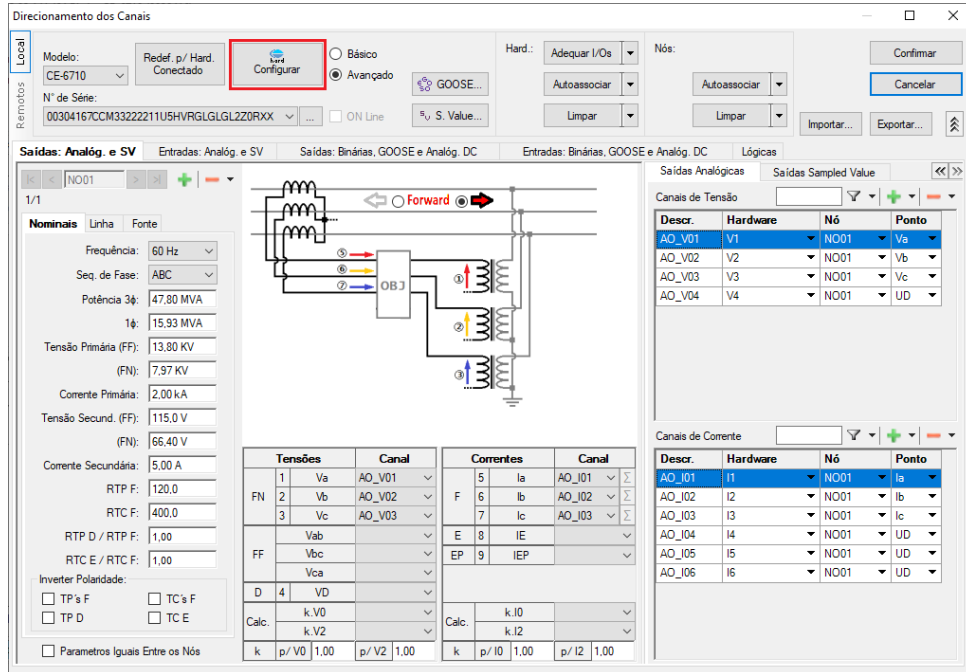 Direcionamento dos Canais
Local
Remotos
Modelo:
CE-6710
Redef. p/ Hard.
Conectado
hard
Configurar
Básico
Avançado
GOOSE...
Hard.:
Adequar I/Os
Nós:
Confirmar
Autoassociar
Autoassociar
Cancelar
N° de Série:
00304167CCM33222211U5HVRGLGLGL2Z0RXX
...
ON Line
S. Value...
Limpar
Limpar
Importar...
Exportar...
Saídas: Analóg. e SV
Entradas: Analóg. e SV
Saídas: Binárias, GOOSE e Analóg. DC
Entradas: Binárias, GOOSE e Analóg. DC
Lógicas
NO01
1/1
Nominais
Linha
Fonte
Frequência: 60 Hz
Seq. de Fase: ABC
Potência 3ϕ: 47,80 MVA
1ϕ: 15,93 MVA
Tensão Primária (FF): 13,80 KV
(FN): 7,97 KV
Corrente Primária: 2,00 kA
Tensão Secund. (FF): 115,0 V
(FN): 66,40 V
Corrente Secundária: 5,00 A
RTP F: 120,0
RTC F: 400,0
RTP D / RTP F: 1,00
RTC E / RTC F: 1,00
Inverter Polaridade:
TP's F
TC's F
TP D
TC E
Parametros Iguais Entre os Nós
Forward
⑤
⑥
⑦
OBJ
①
②
③
Tensões Canal
FN
1 Va AO_V01
2 Vb AO_V02
3 Vc AO_V03
FF
Vab
Vbc
Vca
D 4 VD
Calc.
k.V0
k.V2
k p/ V0 1,00 p/ V2 1,00
Correntes Canal
F
5 Ia AO_I01 Σ
6 Ib AO_I02 Σ
7 Ic AO_I03 Σ
E 8 IE
EP 9 IEP
Calc.
k.I0
k.I2
k p/ I0 1,00 p/ I2 1,00
Saídas Analógicas
Saídas Sampled Value
Canais de Tensão
Descr. Hardware Nó Ponto
AO_V01 V1 NO01 Va
AO_V02 V2 NO01 Vb
AO_V03 V3 NO01 Vc
AO_V04 V4 NO01 UD
Canais de Corrente
Descr. Hardware Nó Ponto
AO_I01 I1 NO01 Ia
AO_I02 I2 NO01 Ib
AO_I03 I3 NO01 Ic
AO_I04 I4 NO01 UD
AO_I05 I5 NO01 UD
AO_I06 I6 NO01 UD